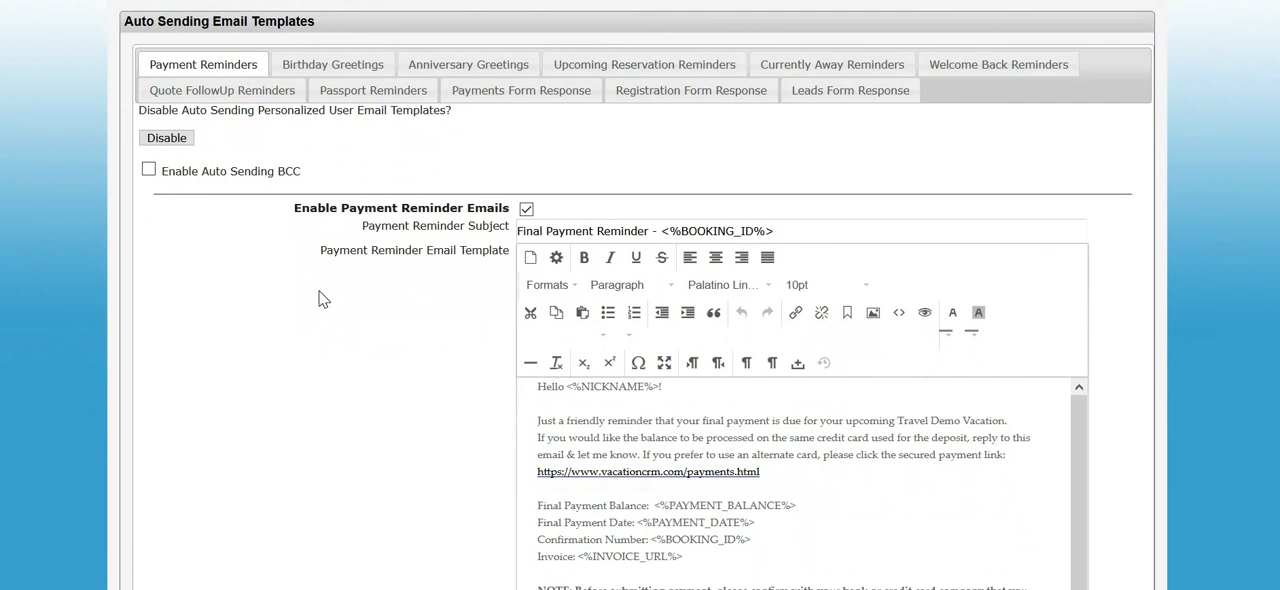 Auto Sending Email Templates
Payment Reminders Birthday Greetings Anniversary Greetings Upcoming Reservation Reminders Currently Away Reminders Welcome Back Reminders
Quote FollowUp Reminders Passport Reminders Payments Form Response Registration Form Response Leads Form Response
Disable Auto Sending Personalized User Email Templates?
Disable
Enable Auto Sending BCC
Enable Payment Reminder Emails
Payment Reminder Subject Final Payment Reminder - <%BOOKING_ID%>
Payment Reminder Email Template
Formats Paragraph Palatino Lin... 10pt
Hello <%NICKNAME%>!
Just a friendly reminder that your final payment is due for your upcoming Travel Demo Vacation.
If you would like the balance to be processed on the same credit card used for the deposit, reply to this
email & let me know. If you prefer to use an alternate card, please click the secured payment link:
https://www.vacationcrm.com/payments.html
Final Payment Balance: <%PAYMENT_BALANCE%>
Final Payment Date: <%PAYMENT_DATE%>
Confirmation Number: <%BOOKING_ID%>
Invoice: <%INVOICE_URL%>